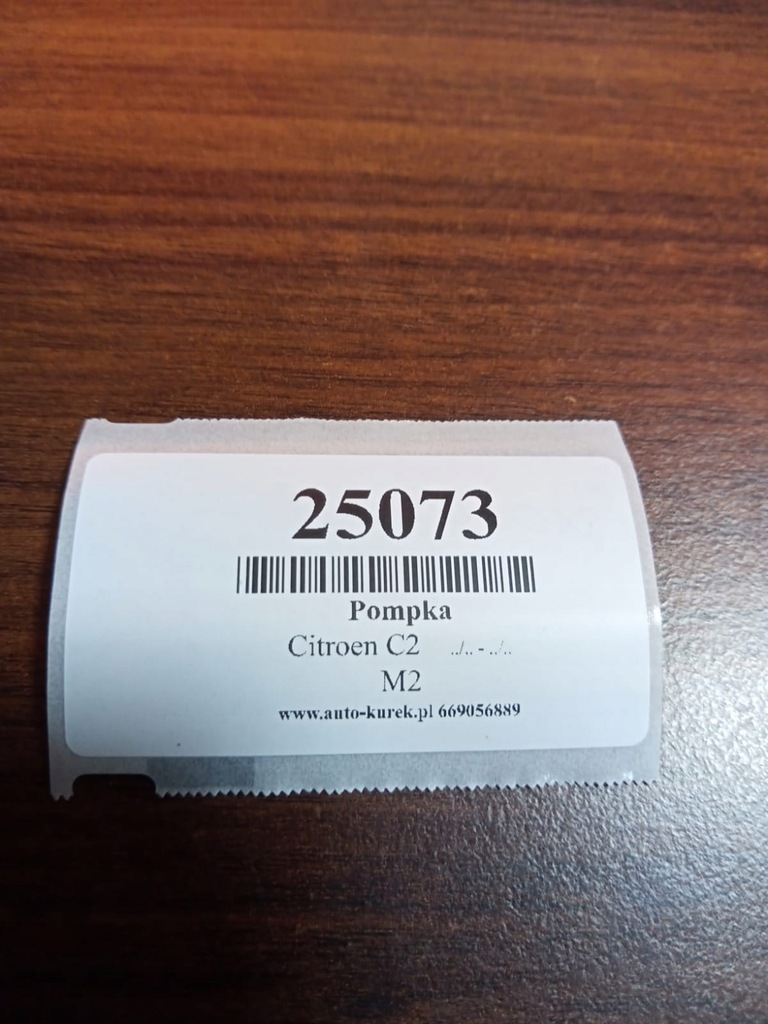 25073
Pompka
Citroen C2 ../.. - ../..
M2
www.auto-kurek.pl 669056889